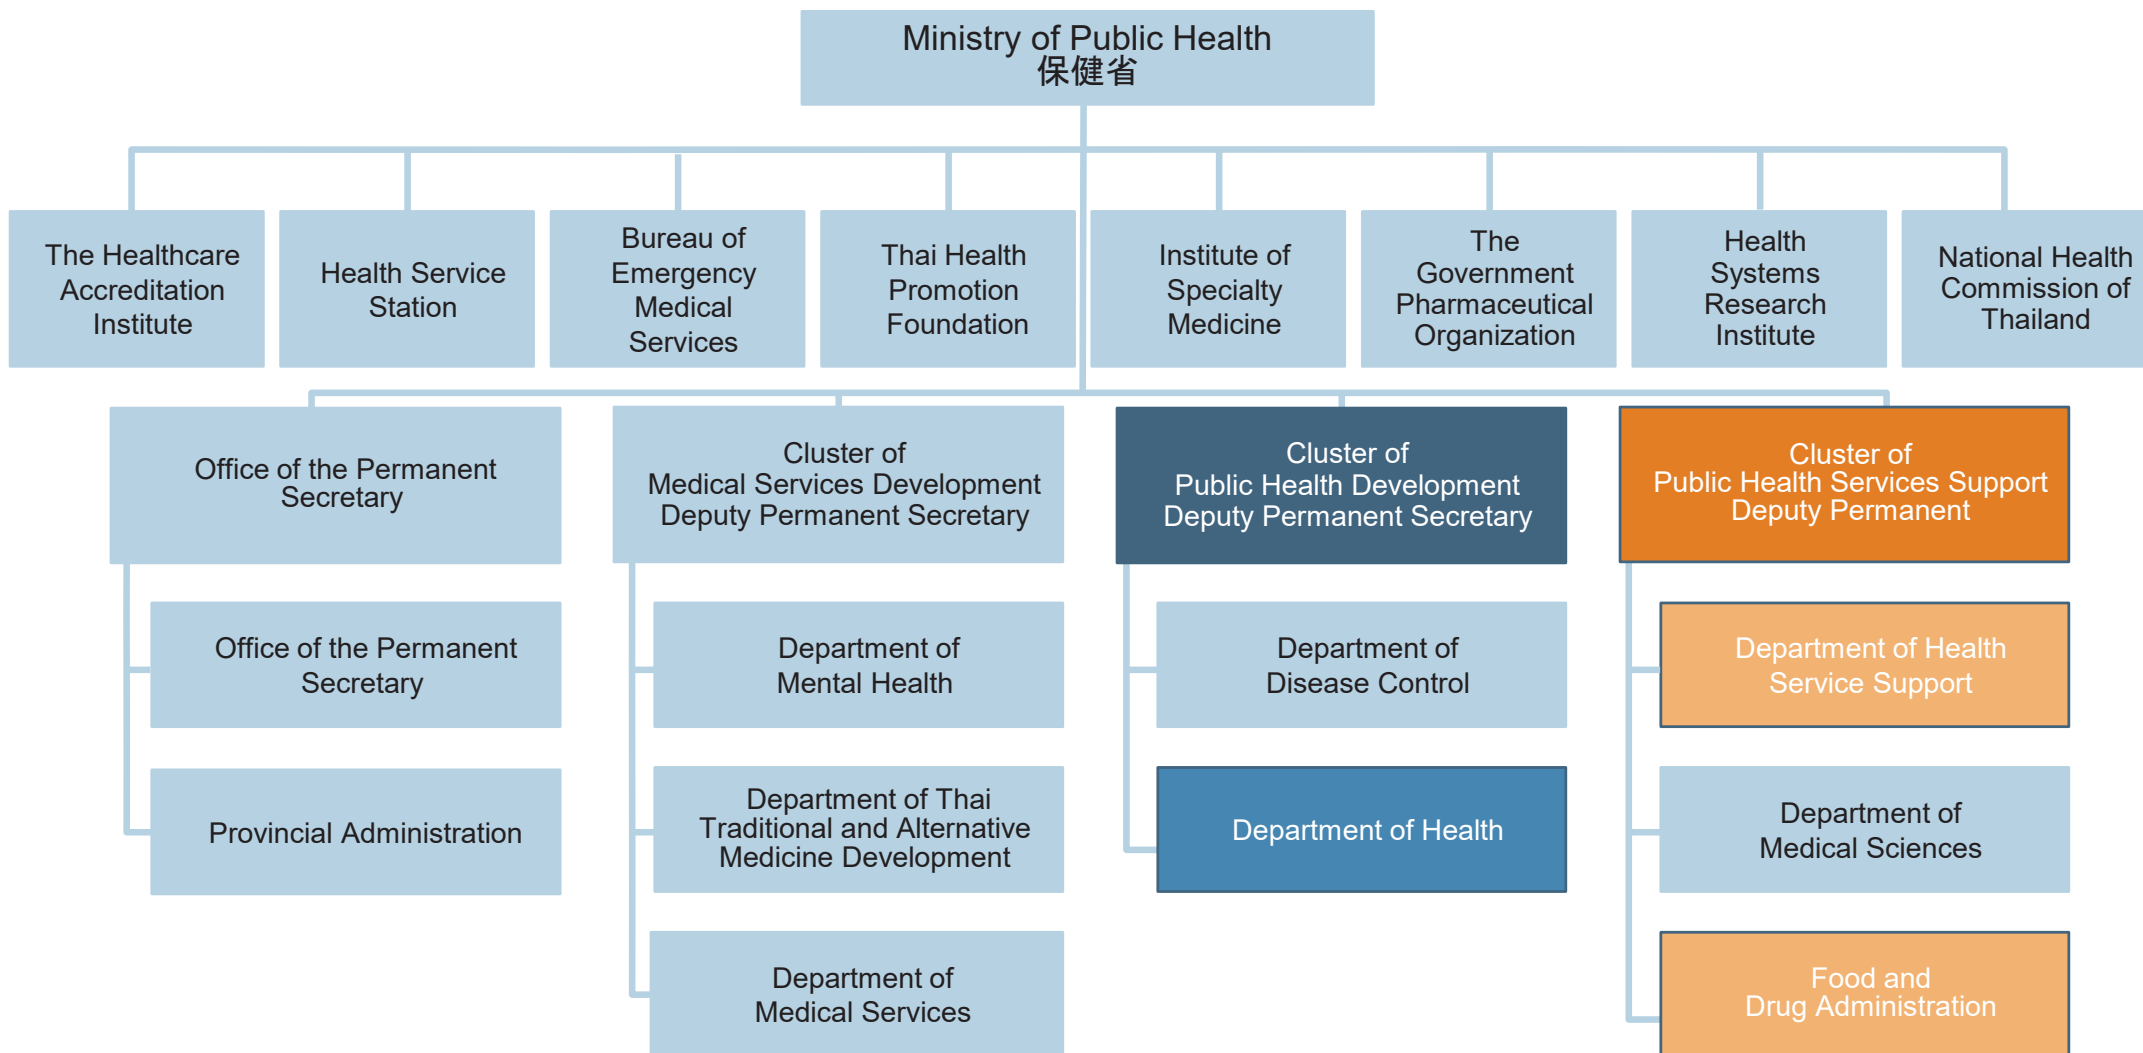 Ministry of Public Health
保健省
The Healthcare
Accreditation
Institute
Health Service
Station
Bureau of
Emergency
Medical
Services
Thai Health
Promotion
Foundation
Institute of
Specialty
Medicine
The
Government
Pharmaceutical
Organization
Health
Systems
Research
Institute
National Health
Commission of
Thailand
Office of the Permanent
Secretary
Cluster of
Medical Services Development
Deputy Permanent Secretary
Cluster of
Public Health Development
Deputy Permanent Secretary
Cluster of
Public Health Services Support
Deputy Permanent
Office of the Permanent
Secretary
Department of
Mental Health
Department of
Disease Control
Department of Health
Service Support
Provincial Administration
Department of Thai
Traditional and Alternative
Medicine Development
Department of Health
Department of
Medical Sciences
Department of
Medical Services
Food and
Drug Administration